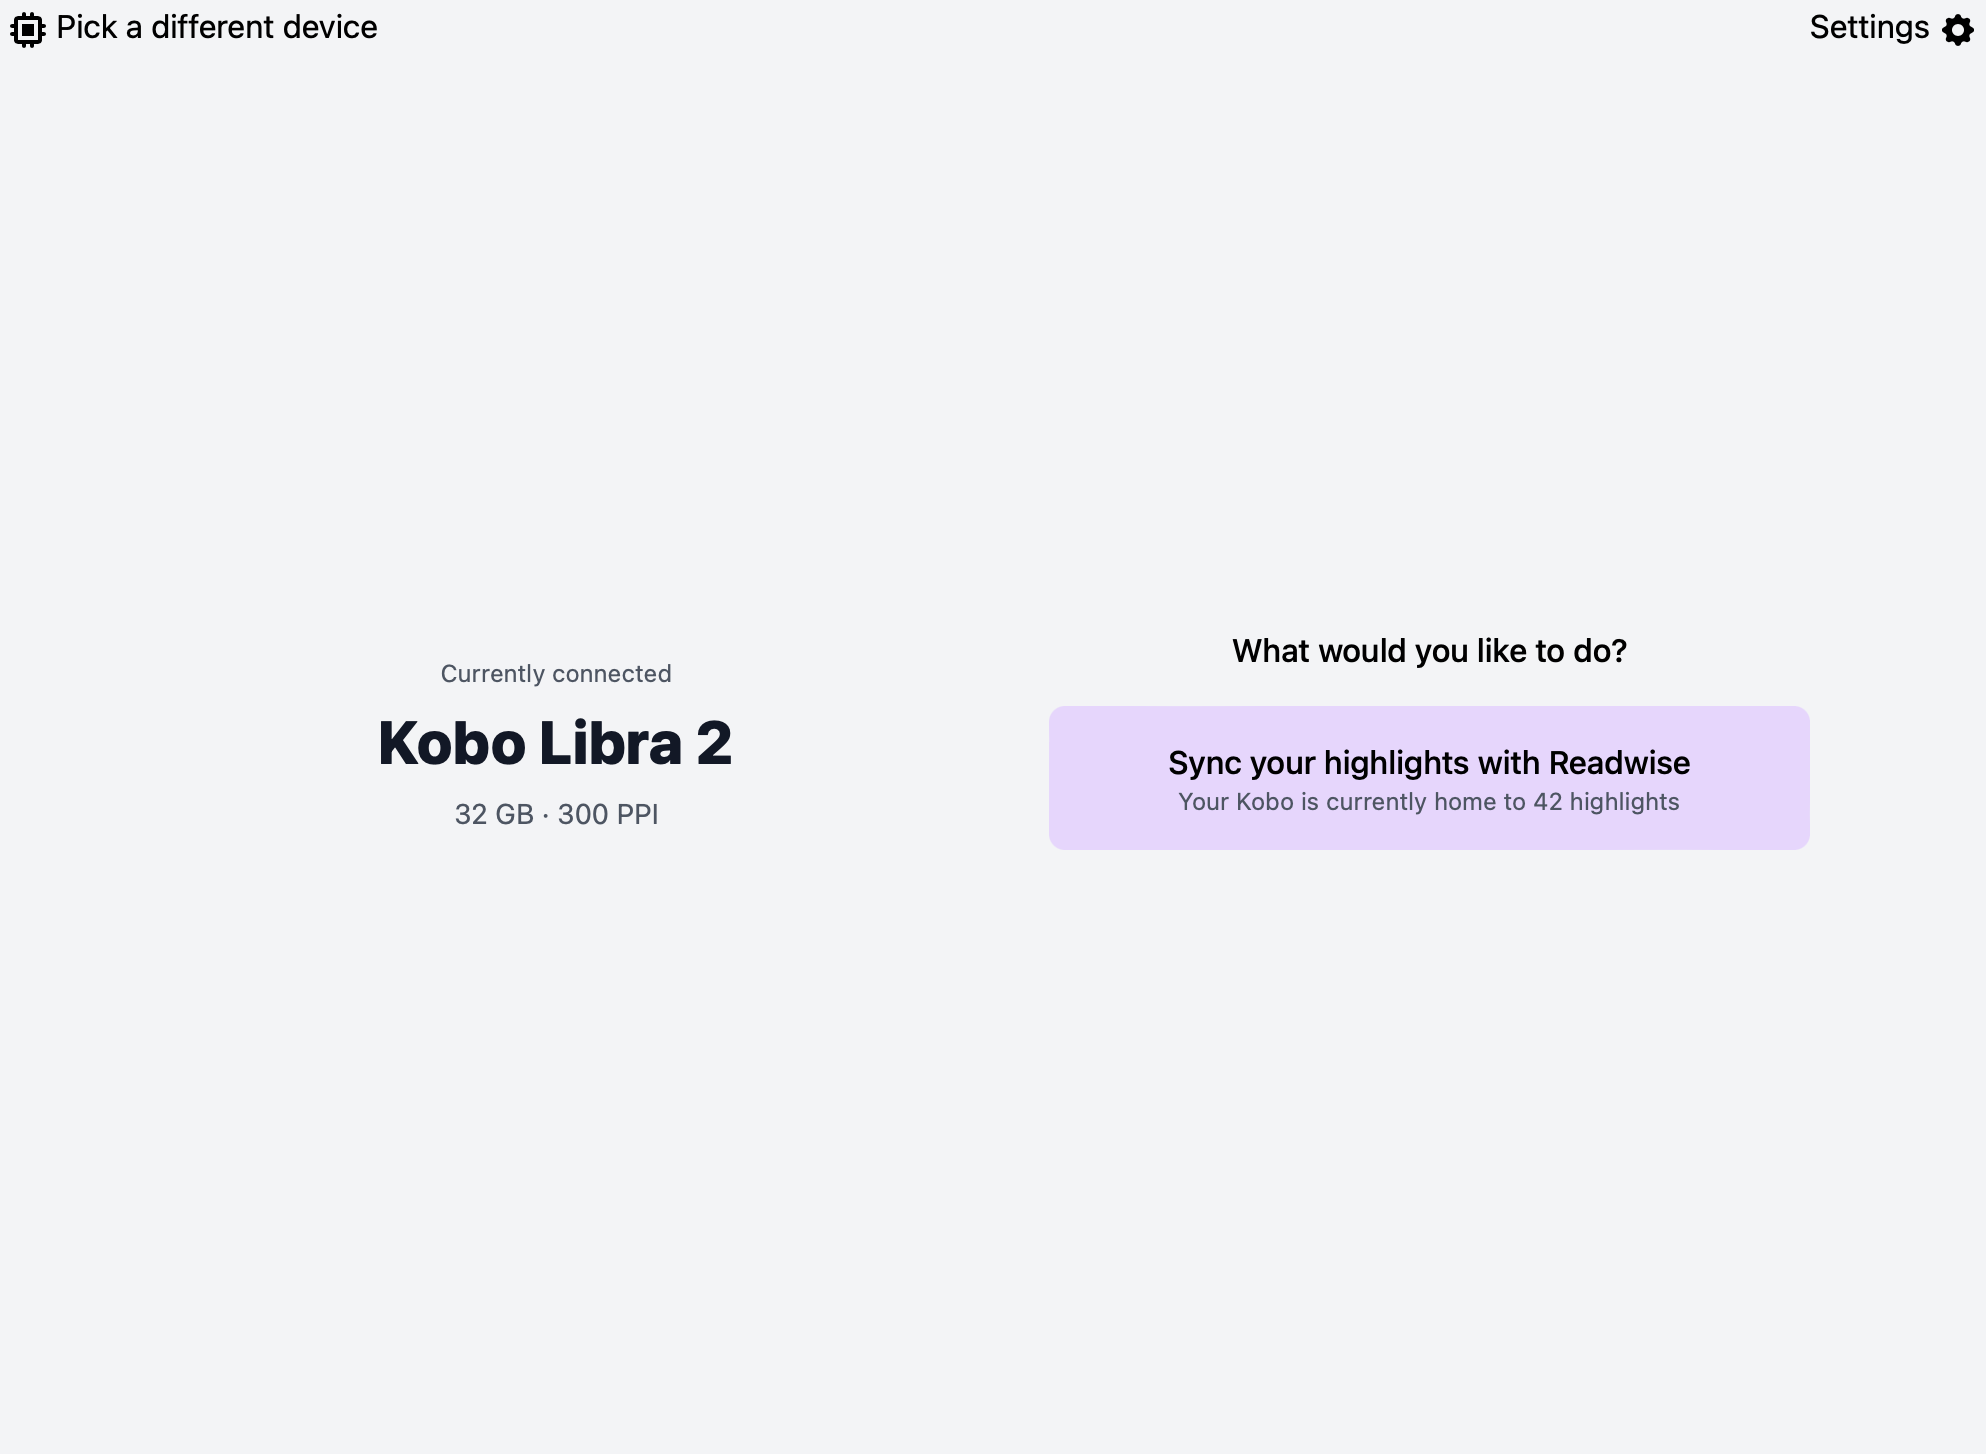 Pick a different device
Settings
Currently connected
Kobo Libra 2
32 GB · 300 PPI
What would you like to do?
Sync your highlights with Readwise
Your Kobo is currently home to 42 highlights